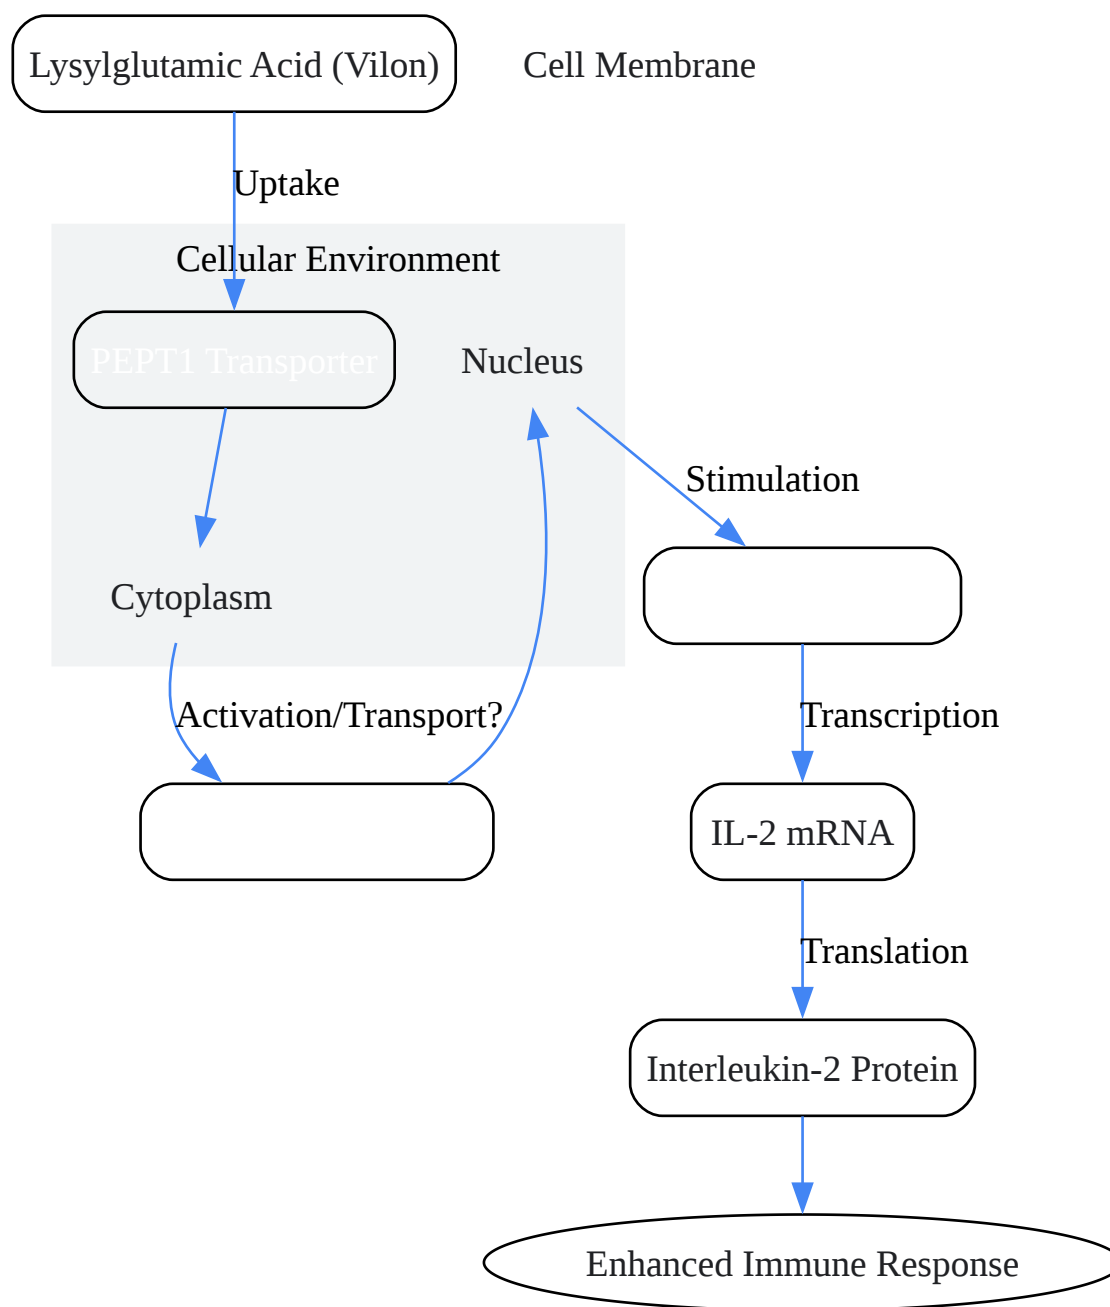 Lysylglutamic Acid (Vilon)
Cell Membrane
Uptake
Cellular Environment
PEPT1 Transporter
Nucleus
Stimulation
Cytoplasm
Activation/Transport?
Transcription
IL-2 mRNA
Translation
Interleukin-2 Protein
Enhanced Immune Response